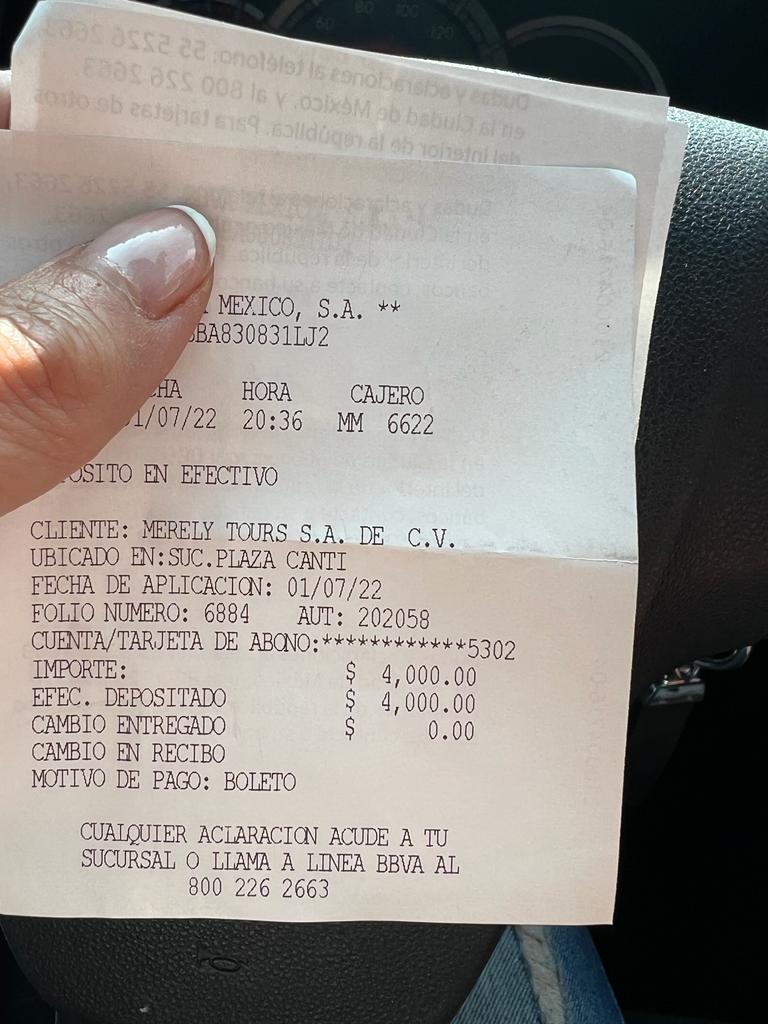 MEXICO, S.A. **
BA830831LJ2
HORA CAJERO
1/07/22 20:36 MM 6622
EN EFECTIVO
CLIENTE: MERELY TOURS S.A. DE C.V.
UBICADO EN:SUC.PLAZA CANTI
FECHA DE APLICACION: 01/07/22
FOLIO NUMERO: 6884 AUT: 202058
CUENTA/TARJETA DE ABONO:************5302
IMPORTE: $ 4,000.00
EFEC. DEPOSITADO $ 4,000.00
CAMBIO ENTREGADO $ 0.00
CAMBIO EN RECIBO
MOTIVO DE PAGO: BOLETO
CUALQUIER ACLARACION ACUDE A TU
SUCURSAL O LLAMA A LINEA BBVA AL
800 226 2663